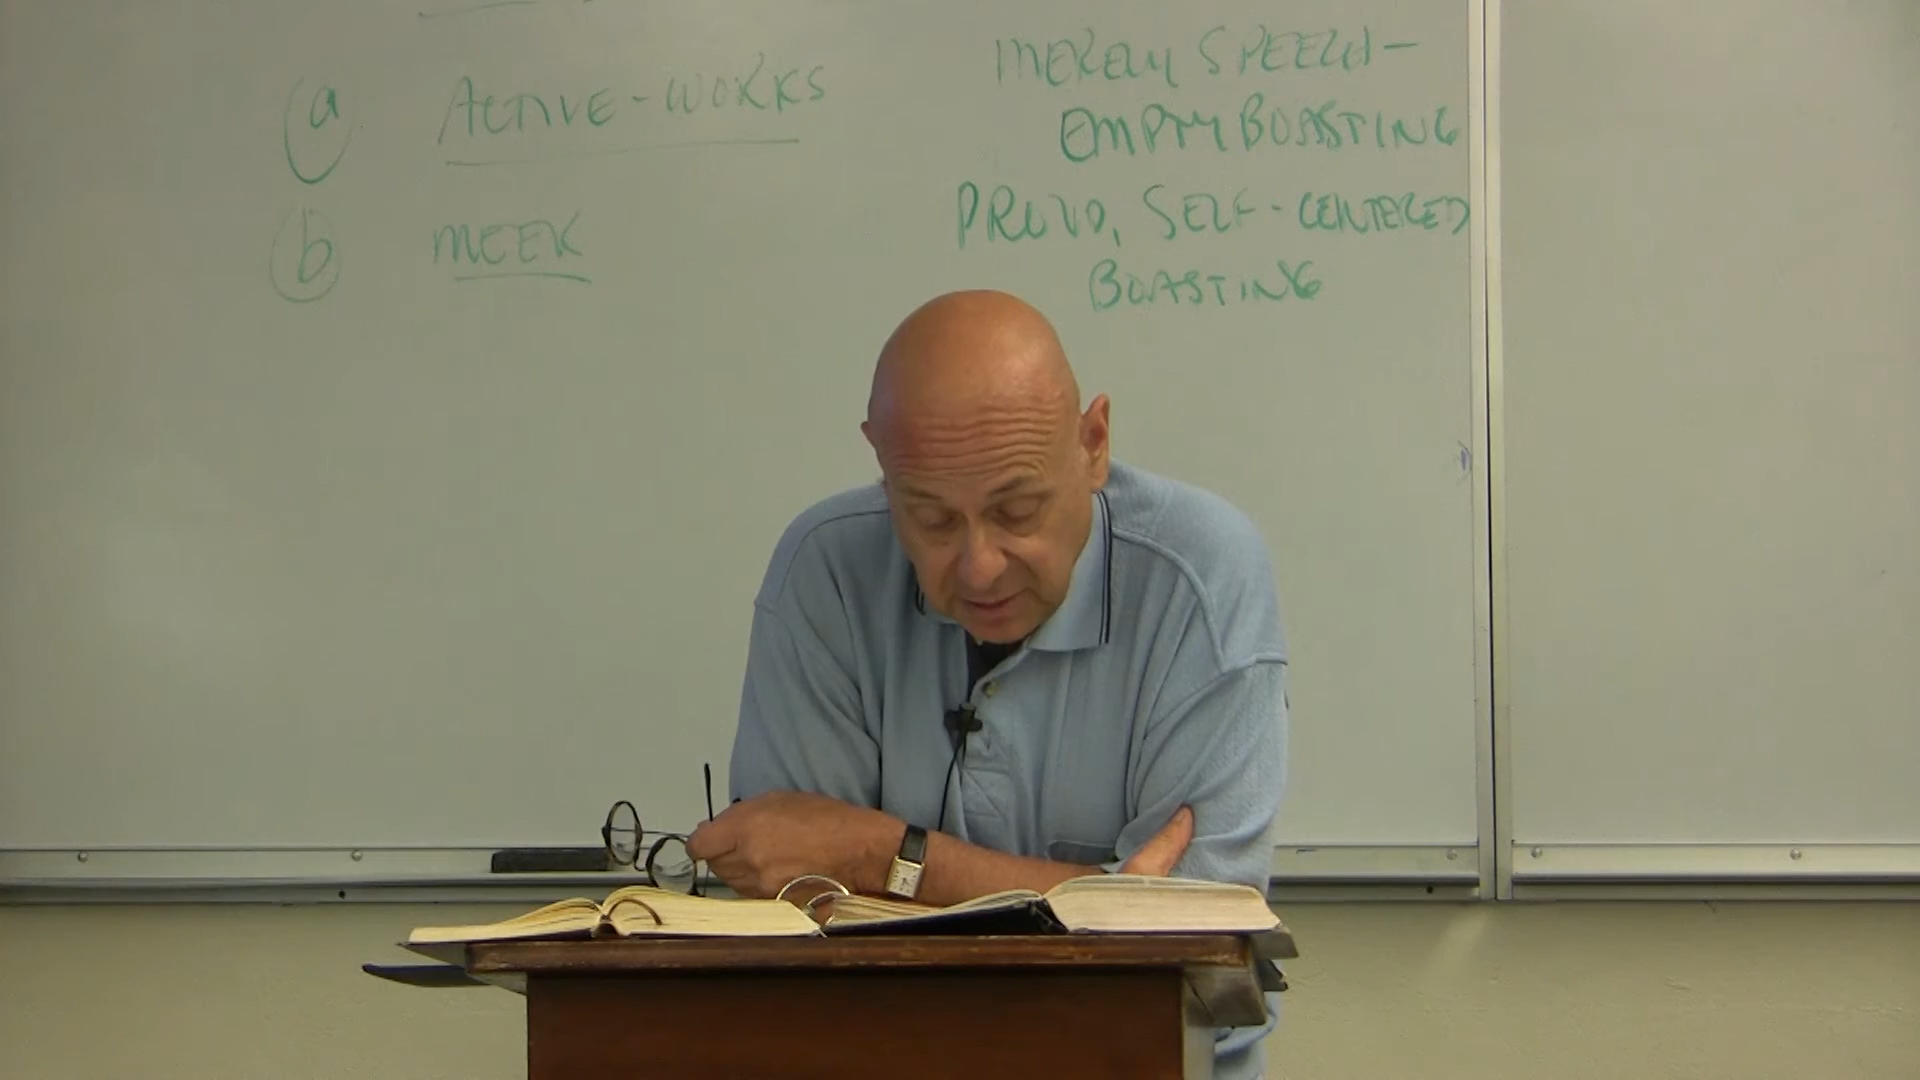 a ACTIVE-WORKS MERELY SPEECH-
EMPTY BOASTING
b MEEK PROUD, SELF-CENTERED
BOASTING